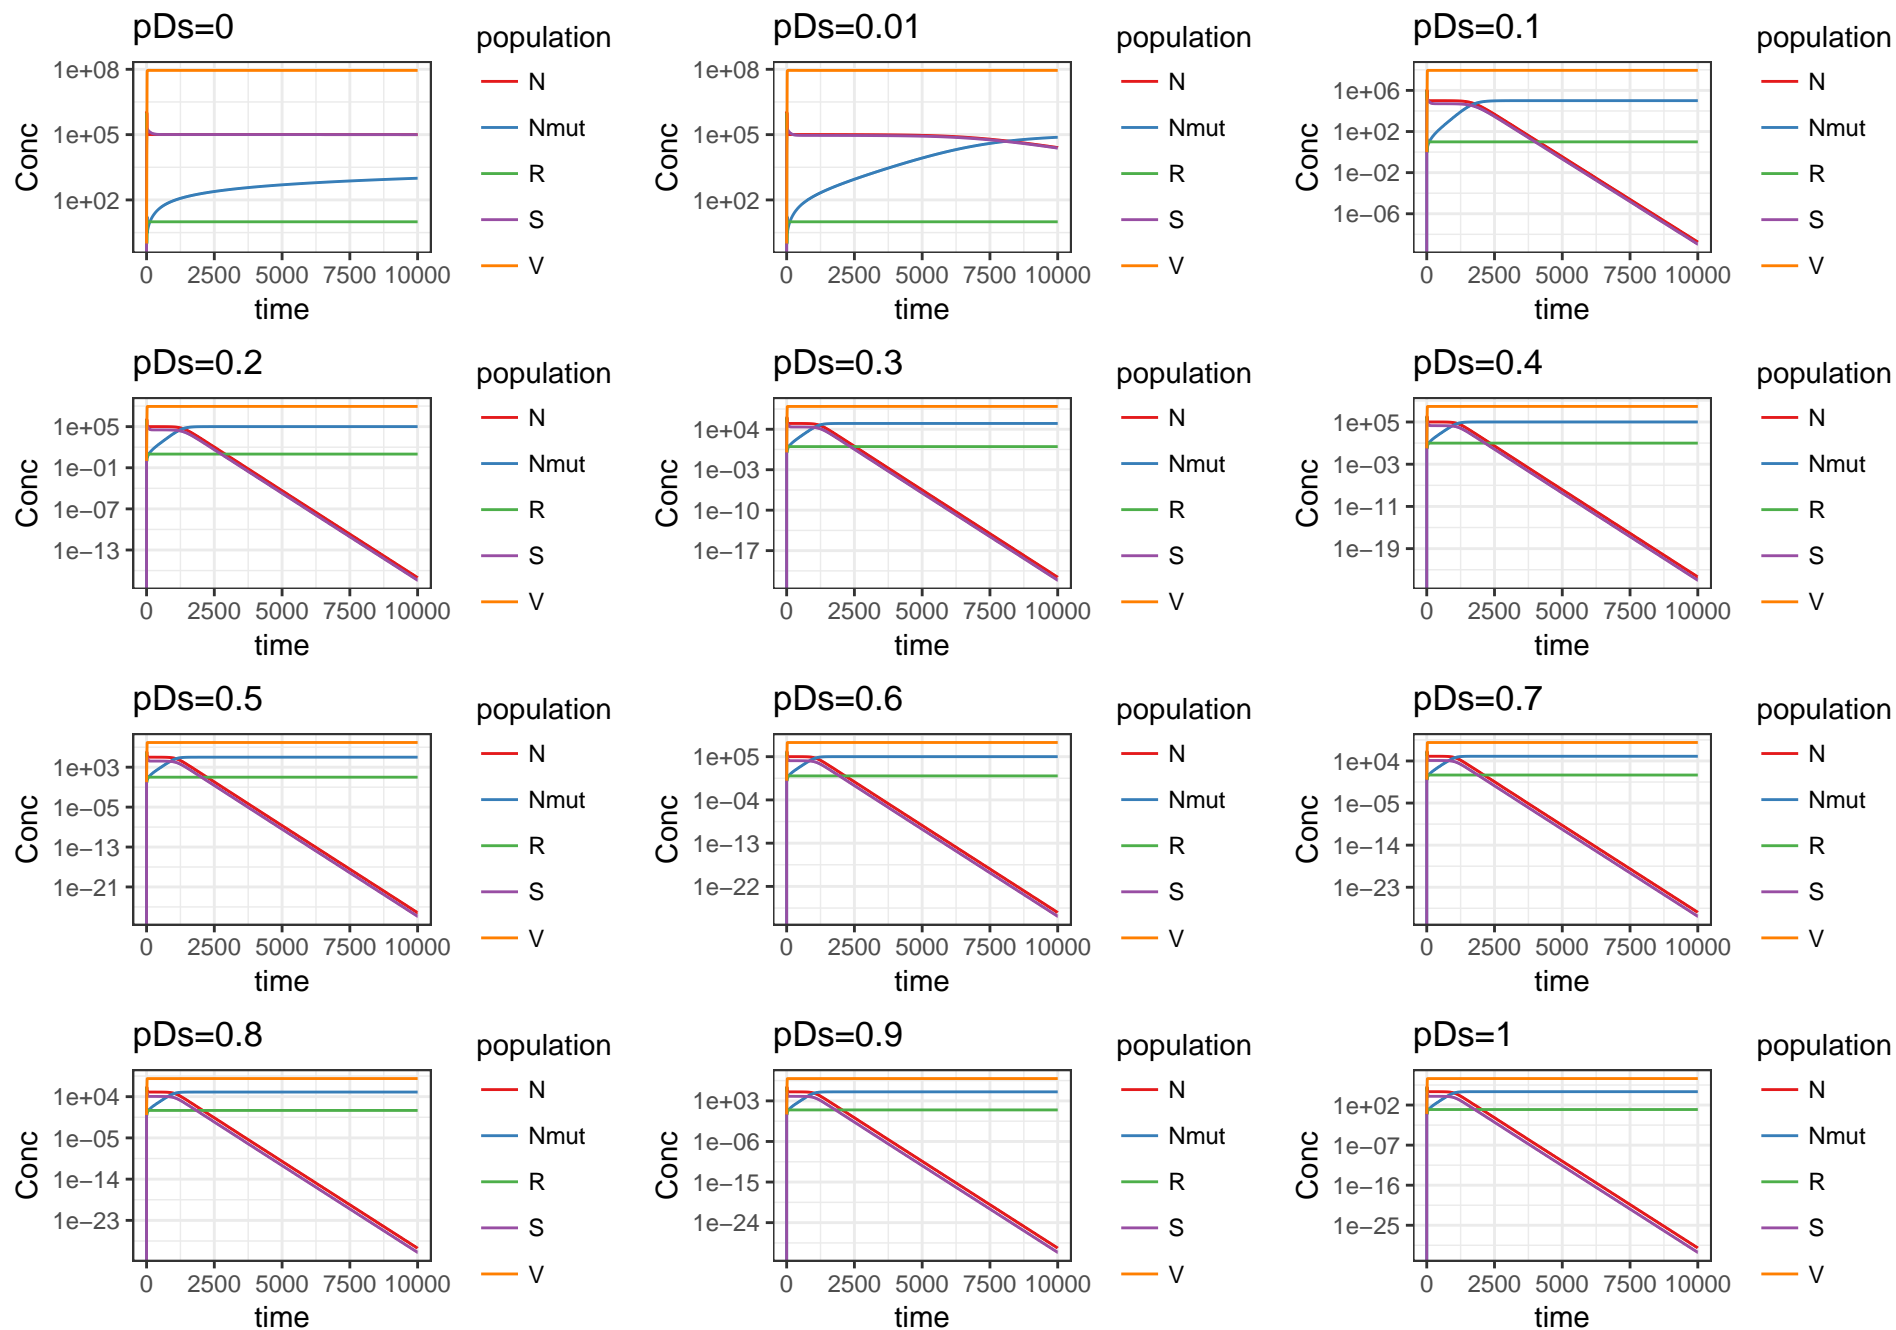 pDs=0
population
1e+08
1e+05
1e+02
Conc
0 2500 5000 7500 10000
time
N
Nmut
R
S
V
pDs=0.01
population
1e+08
1e+05
1e+02
Conc
0 2500 5000 7500 10000
time
N
Nmut
R
S
V
pDs=0.1
population
1e+06
1e+02
1e−02
1e−06
Conc
0 2500 5000 7500 10000
time
N
Nmut
R
S
V
pDs=0.2
population
1e+05
1e−01
1e−07
1e−13
Conc
0 2500 5000 7500 10000
time
N
Nmut
R
S
V
pDs=0.3
population
1e+04
1e−03
1e−10
1e−17
Conc
0 2500 5000 7500 10000
time
N
Nmut
R
S
V
pDs=0.4
population
1e+05
1e−03
1e−11
1e−19
Conc
0 2500 5000 7500 10000
time
N
Nmut
R
S
V
pDs=0.5
population
1e+03
1e−05
1e−13
1e−21
Conc
0 2500 5000 7500 10000
time
N
Nmut
R
S
V
pDs=0.6
population
1e+05
1e−04
1e−13
1e−22
Conc
0 2500 5000 7500 10000
time
N
Nmut
R
S
V
pDs=0.7
population
1e+04
1e−05
1e−14
1e−23
Conc
0 2500 5000 7500 10000
time
N
Nmut
R
S
V
pDs=0.8
population
1e+04
1e−05
1e−14
1e−23
Conc
0 2500 5000 7500 10000
time
N
Nmut
R
S
V
pDs=0.9
population
1e+03
1e−06
1e−15
1e−24
Conc
0 2500 5000 7500 10000
time
N
Nmut
R
S
V
pDs=1
population
1e+02
1e−07
1e−16
1e−25
Conc
0 2500 5000 7500 10000
time
N
Nmut
R
S
V